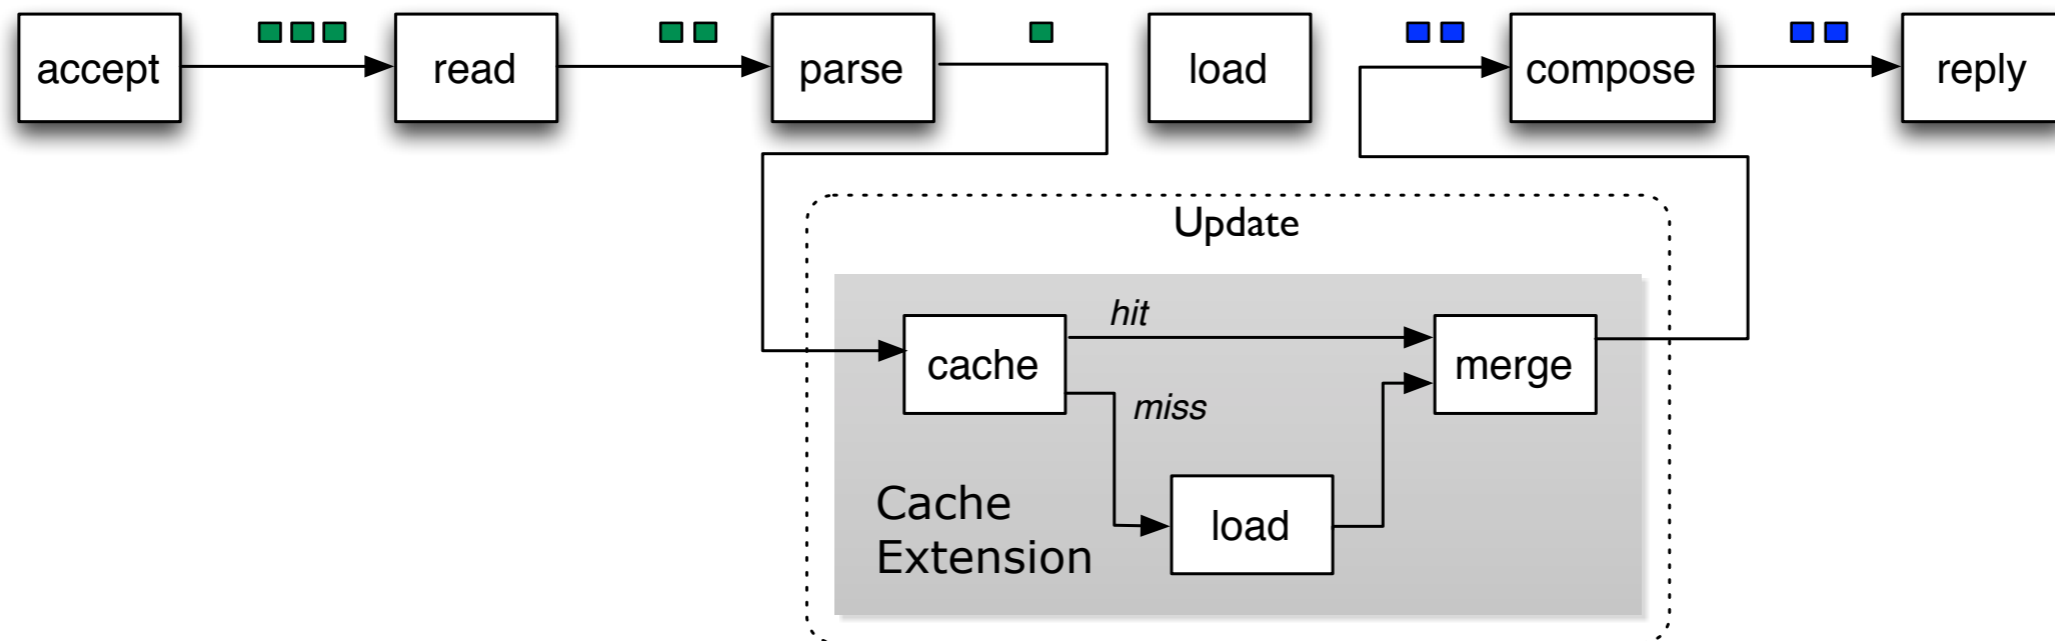 accept
read
parse
load
compose
reply
Update
hit
cache
merge
miss
Cache
Extension
load